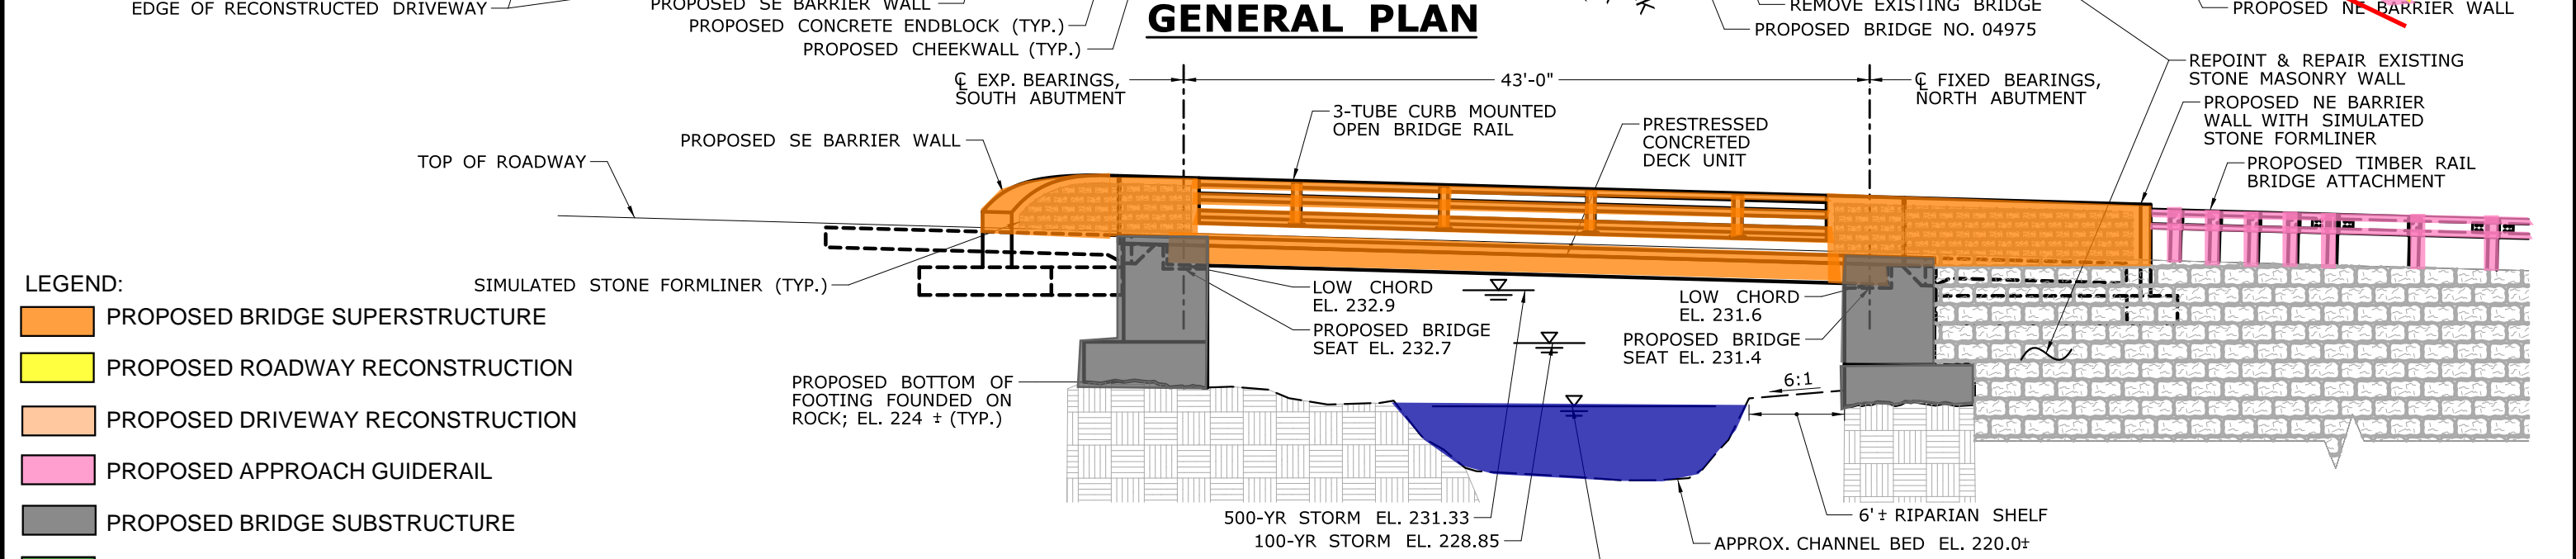 EDGE OF RECONSTRUCTED DRIVEWAY
PROPOSED SE BARRIER WALL
PROPOSED CONCRETE ENDBLOCK (TYP.)
PROPOSED CHEEKWALL (TYP.)
GENERAL PLAN
REMOVE EXISTING BRIDGE
PROPOSED BRIDGE NO. 04975
PROPOSED NE BARRIER WALL
℄ EXP. BEARINGS,
SOUTH ABUTMENT
43'-0"
℄ FIXED BEARINGS,
NORTH ABUTMENT
REPOINT & REPAIR EXISTING
STONE MASONRY WALL
PROPOSED NE BARRIER
WALL WITH SIMULATED
STONE FORMLINER
PROPOSED TIMBER RAIL
BRIDGE ATTACHMENT
3-TUBE CURB MOUNTED
OPEN BRIDGE RAIL
PRESTRESSED
CONCRETED
DECK UNIT
PROPOSED SE BARRIER WALL
TOP OF ROADWAY
SIMULATED STONE FORMLINER (TYP.)
LOW CHORD
EL. 232.9
PROPOSED BRIDGE
SEAT EL. 232.7
LOW CHORD
EL. 231.6
PROPOSED BRIDGE
SEAT EL. 231.4
PROPOSED BOTTOM OF
FOOTING FOUNDED ON
ROCK; EL. 224 ± (TYP.)
6:1
500-YR STORM EL. 231.33
100-YR STORM EL. 228.85
6'± RIPARIAN SHELF
APPROX. CHANNEL BED EL. 220.0±
LEGEND:
PROPOSED BRIDGE SUPERSTRUCTURE
PROPOSED ROADWAY RECONSTRUCTION
PROPOSED DRIVEWAY RECONSTRUCTION
PROPOSED APPROACH GUIDERAIL
PROPOSED BRIDGE SUBSTRUCTURE